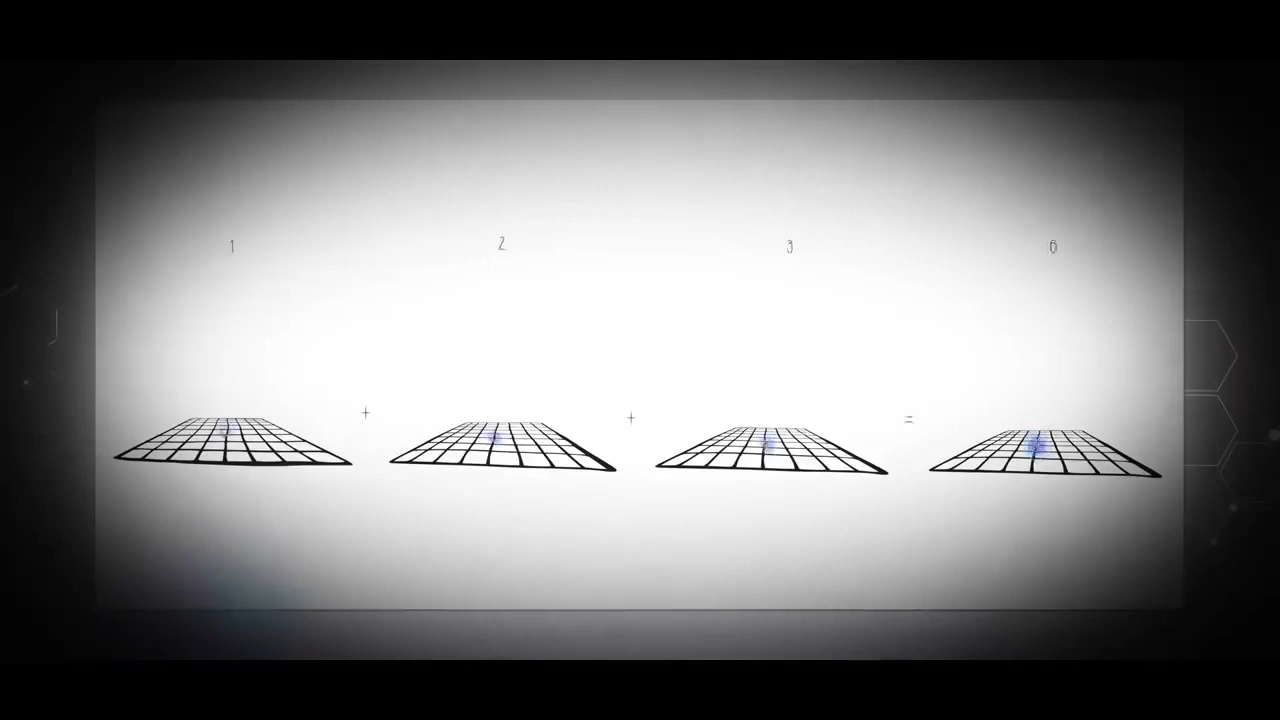 1 2 3 6
+ + =